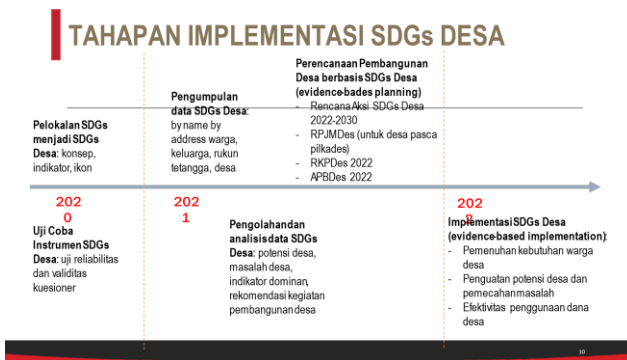 TAHAPAN IMPLEMENTASI SDGs DESA
Pelokalan SDGs
menjadi SDGs
Desa: konsep,
indikator, ikon
Pengumpulan
data SDGs Desa:
by name by
address warga,
keluarga, rukun
tetangga, desa
Perencanaan Pembangunan
Desa berbasis SDGs Desa
(evidence-bades planning)
- Rencana Aksi SDGs Desa
2022-2030
- RPJMDes (untuk desa pasca
pilkades)
- RKPDes 2022
- APBDes 2022
202
0
202
1
202
2
Uji Coba
Instrumen SDGs
Desa: uji reliabilitas
dan validitas
kuesioner
Pengolahan dan
analisis data SDGs
Desa: potensi desa,
masalah desa,
indikator dominan,
rekomendasi kegiatan
pembangunan desa
Implementasi SDGs Desa
(evidence-based implementation):
- Pemenuhan kebutuhan warga
desa
- Penguatan potensi desa dan
pemecahan masalah
- Efektivitas penggunaan dana
desa
10